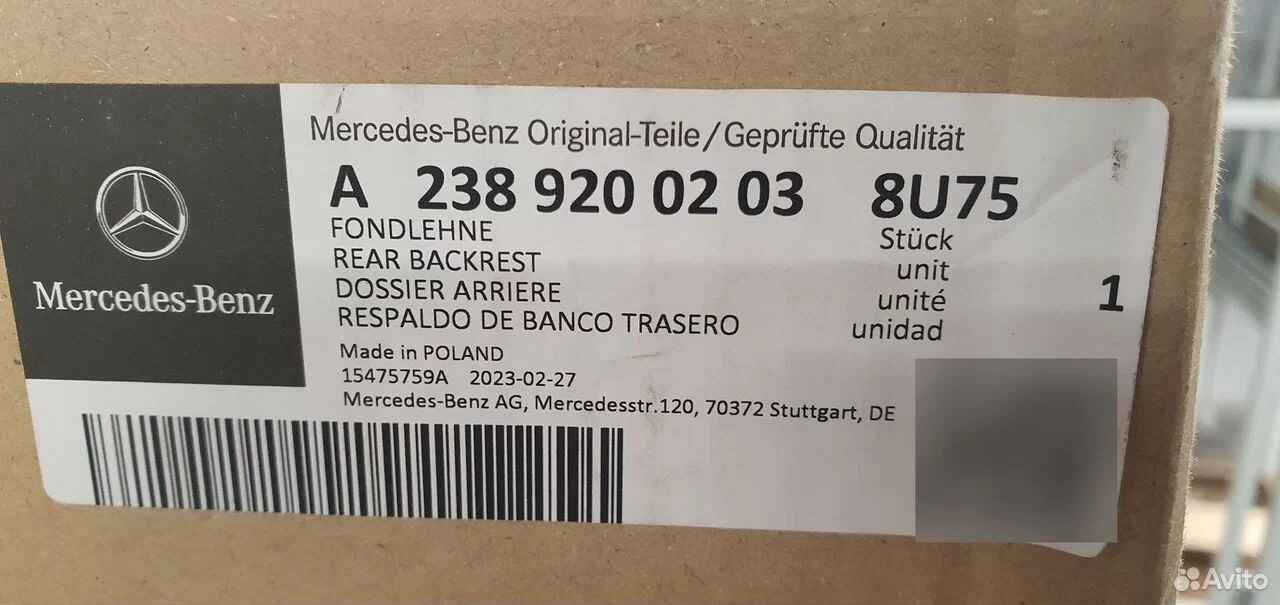 Mercedes-Benz Original-Teile/Geprüfte Qualität
A 238 920 02 03 8U75
FONDLEHNE Stück
REAR BACKREST unit
DOSSIER ARRIERE unité 1
RESPALDO DE BANCO TRASERO unidad
Made in POLAND
15475759A 2023-02-27
Mercedes-Benz AG, Mercedesstr.120, 70372 Stuttgart, DE
Mercedes-Benz
Avito